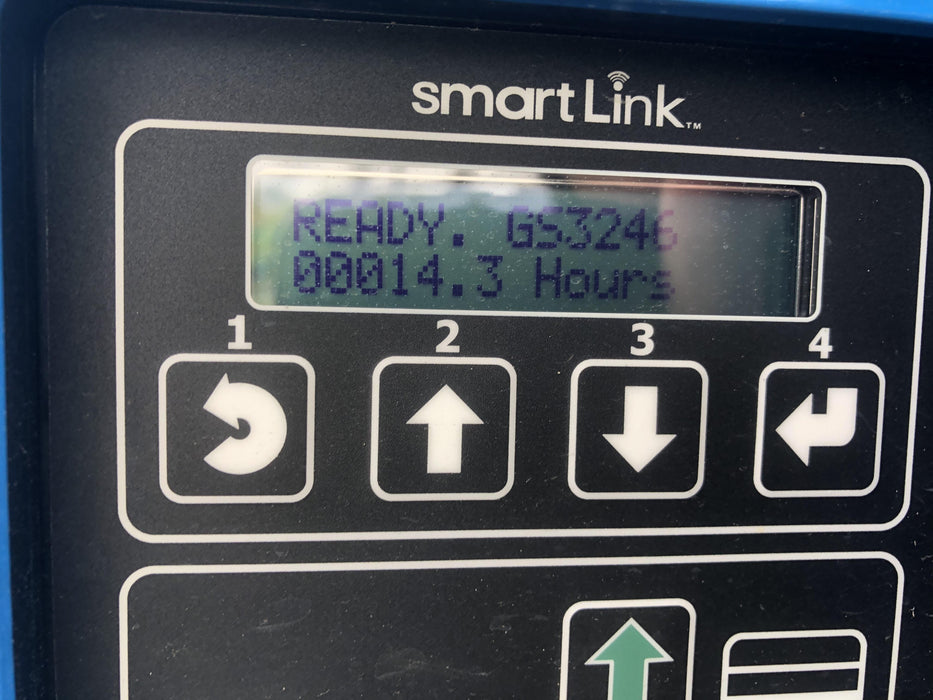 smartLink™
READY. GS3246
00014.3 Hours
1 2 3 4